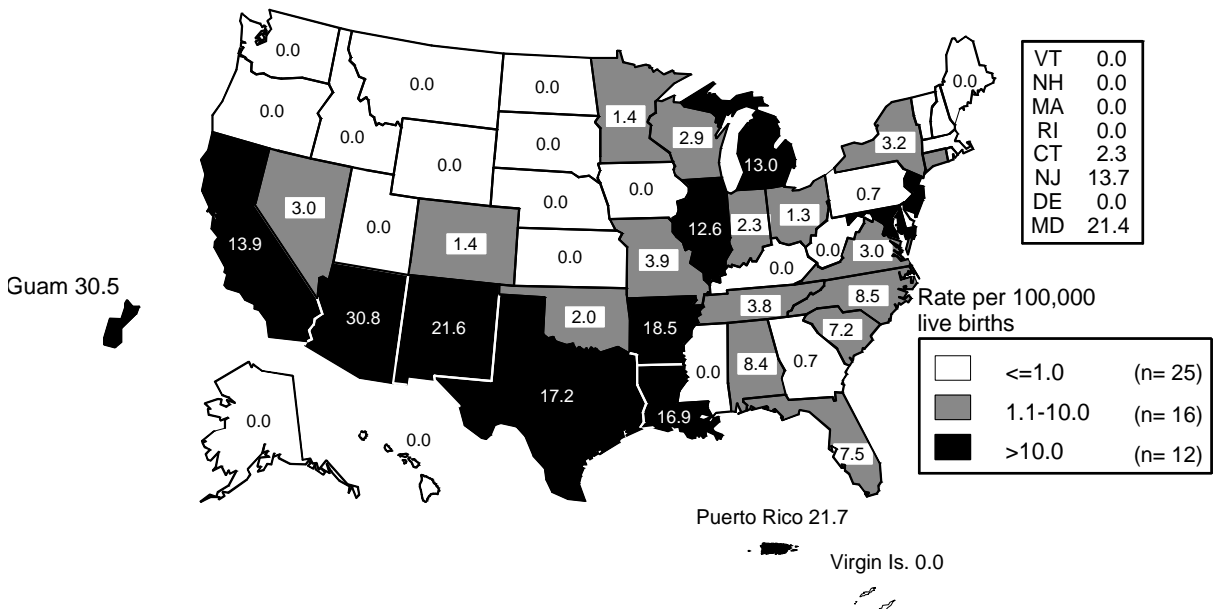 0.0
0.0
0.0
0.0
0.0
0.0
0.0
0.0
0.0
0.0
3.0
13.9
0.0
1.4
30.8
21.6
2.0
17.2
1.4
2.9
13.0
0.0
12.6
2.3
1.3
0.7
3.2
0.0
3.9
0.0
0.0
3.0
3.8
8.5
18.5
7.2
0.0
8.4
0.7
16.9
7.5
VT 0.0
NH 0.0
MA 0.0
RI 0.0
CT 2.3
NJ 13.7
DE 0.0
MD 21.4
Guam 30.5
0.0
0.0
Rate per 100,000
live births
<=1.0 (n= 25)
1.1-10.0 (n= 16)
>10.0 (n= 12)
Puerto Rico 21.7
Virgin Is. 0.0